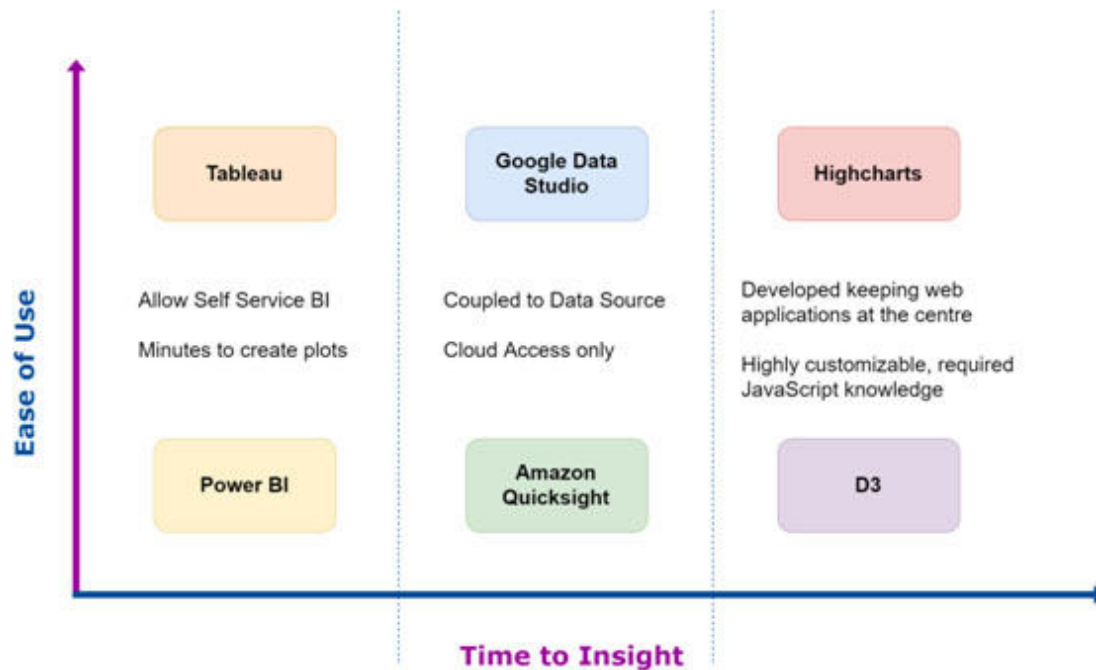 Tableau
Google Data
Studio
Highcharts
Allow Self Service BI
Minutes to create plots
Coupled to Data Source
Cloud Access only
Developed keeping web
applications at the centre
Highly customizable, required
JavaScript knowledge
Power BI
Amazon
Quicksight
D3
Ease of Use
Time to Insight